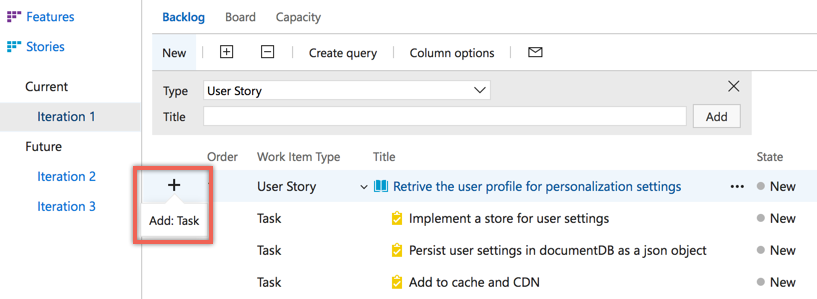 Features
Stories
Current
Iteration 1
Future
Iteration 2
Iteration 3
Backlog Board Capacity
New Create query Column options
Type User Story
Title Add
Order Work Item Type Title State
User Story Retrive the user profile for personalization settings ••• New
Add: Task
Task Implement a store for user settings New
Task Persist user settings in documentDB as a json object New
Task Add to cache and CDN New